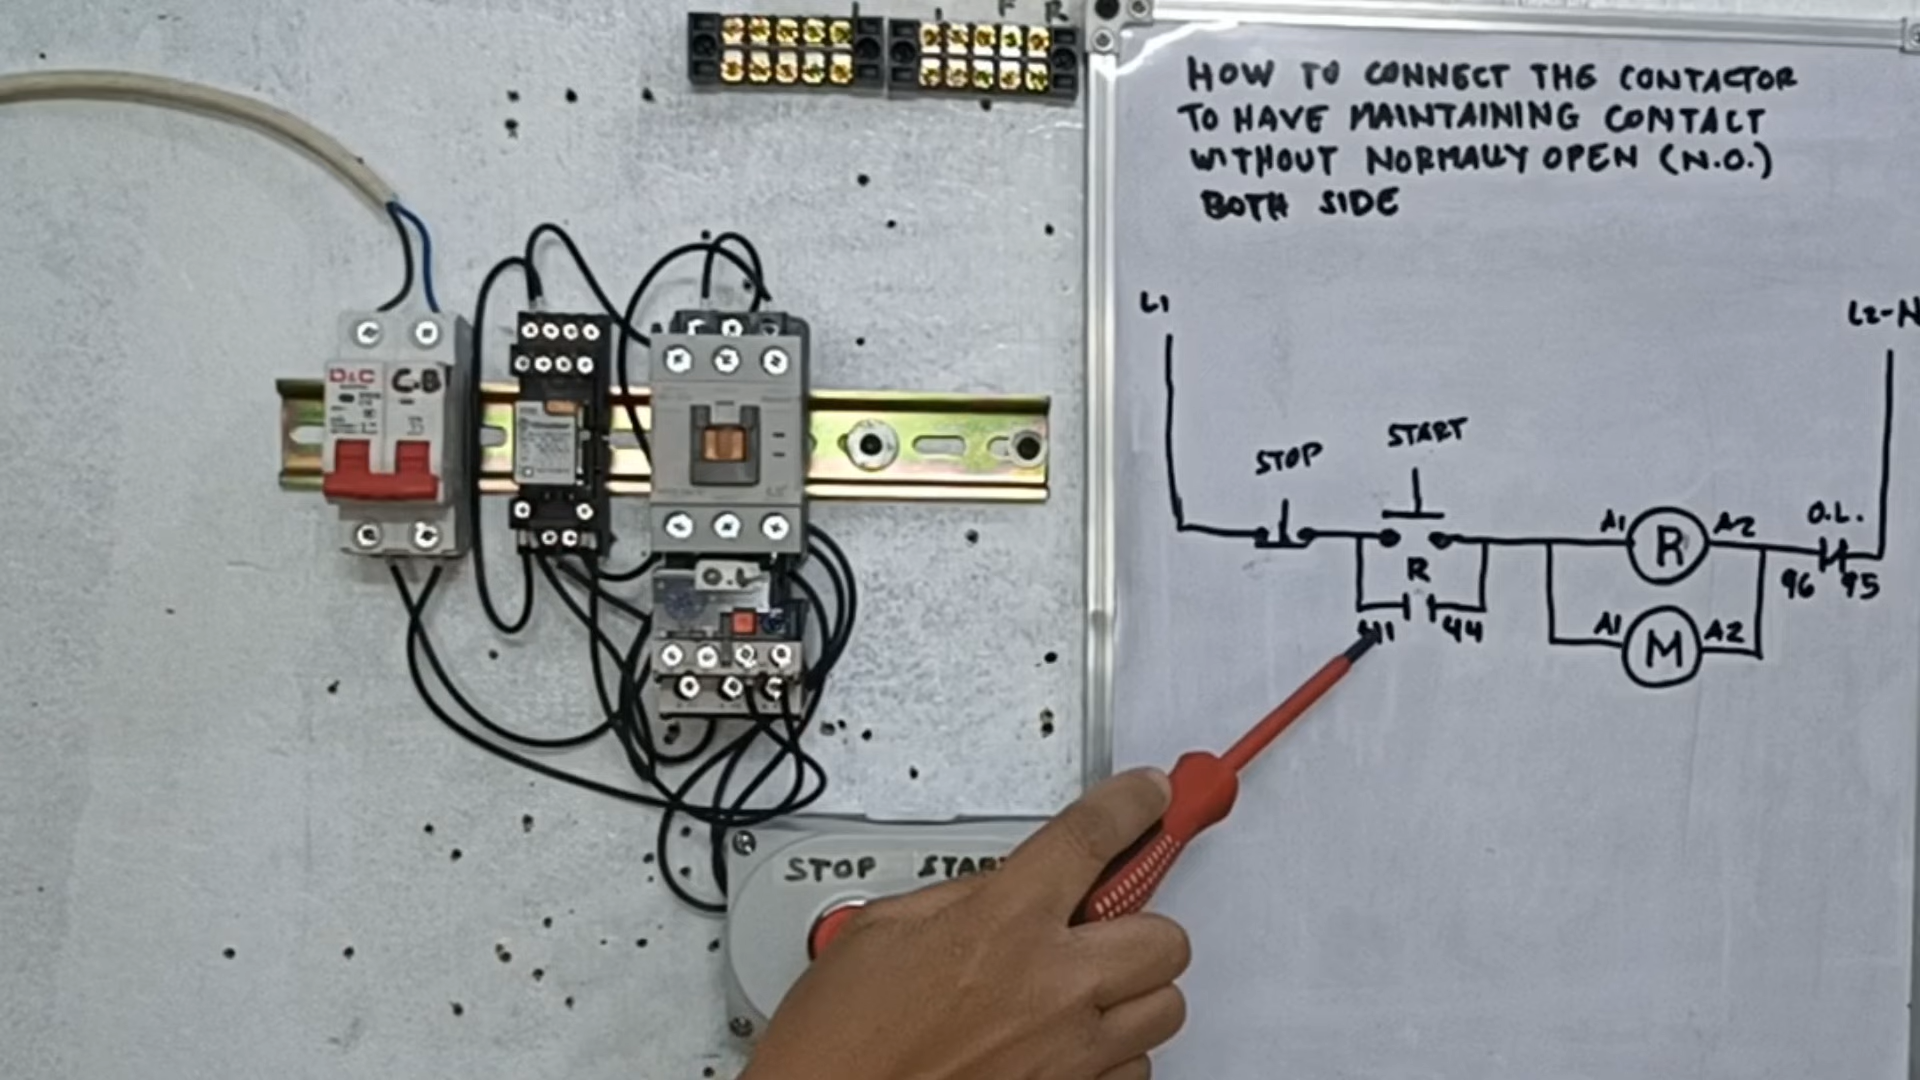 F R
HOW TO CONNECT THE CONTACTOR
TO HAVE MAINTAINING CONTACT
WITHOUT NORMALLY OPEN (N.O.)
BOTH SIDE
L1
L2-N
START
STOP
A1 R A2 O.L.
96 95
R
41 44
A1 M A2
D&C C.B
O.L
STOP START